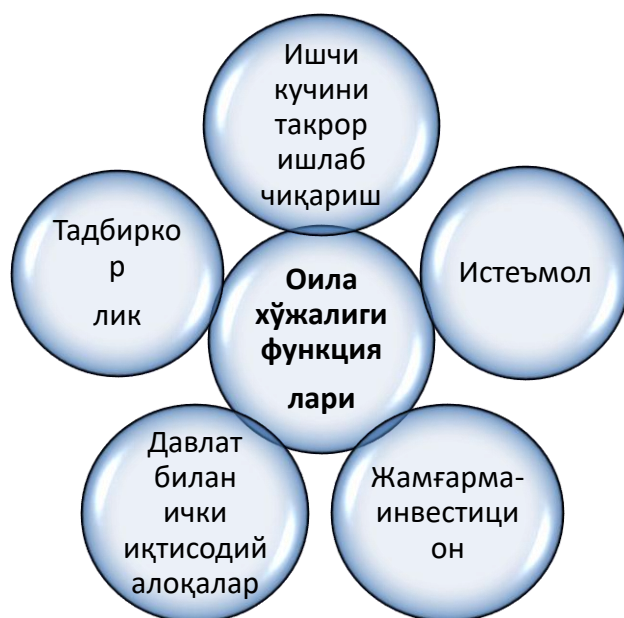 Ишчи
кучини
такрор
ишлаб
чиқариш
Тадбирко
р
лик
Оила
хўжалиги
функция
лари
Истеъмол
Давлат
билан
ички
иқтисодий
алоқалар
Жамғарма-
инвестици
он